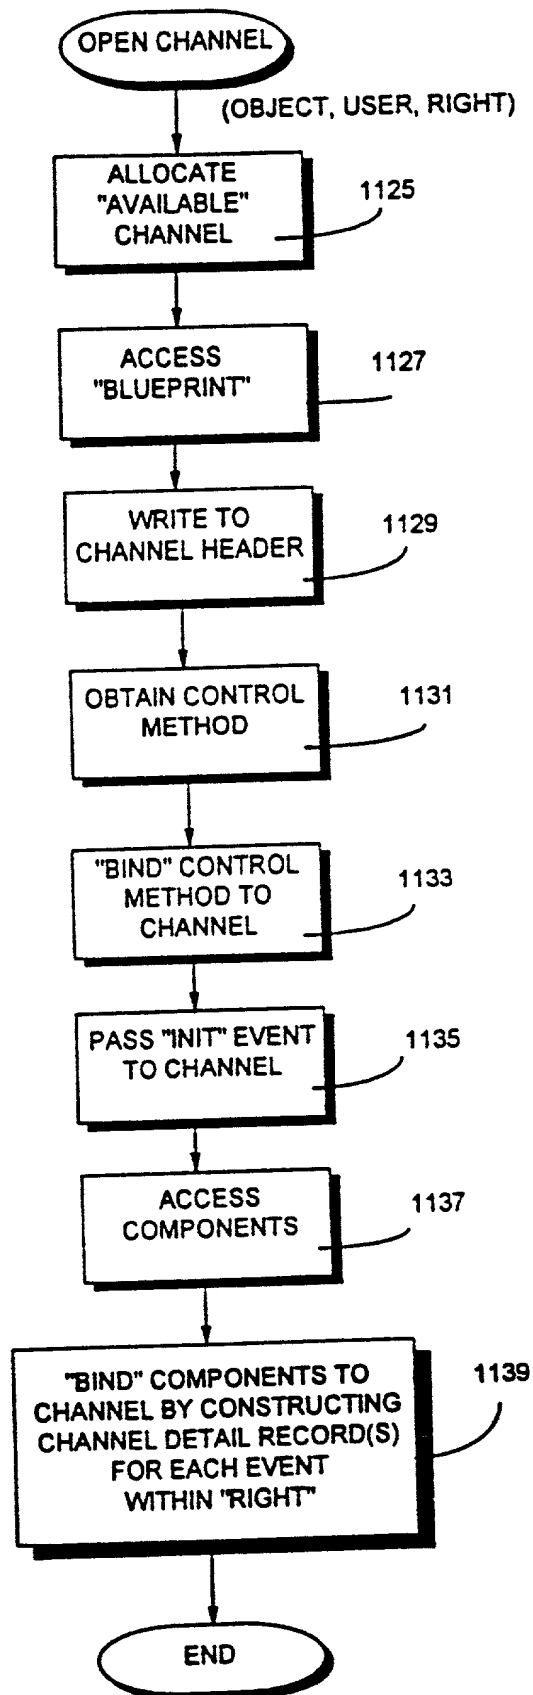 OPEN CHANNEL
(OBJECT, USER, RIGHT)
ALLOCATE
"AVAILABLE"
CHANNEL
1125
ACCESS
"BLUEPRINT"
1127
WRITE TO
CHANNEL HEADER
1129
OBTAIN CONTROL
METHOD
1131
"BIND" CONTROL
METHOD TO
CHANNEL
1133
PASS "INIT" EVENT
TO CHANNEL
1135
ACCESS
COMPONENTS
1137
"BIND" COMPONENTS TO
CHANNEL BY CONSTRUCTING
CHANNEL DETAIL RECORD(S)
FOR EACH EVENT
WITHIN "RIGHT"
1139
END